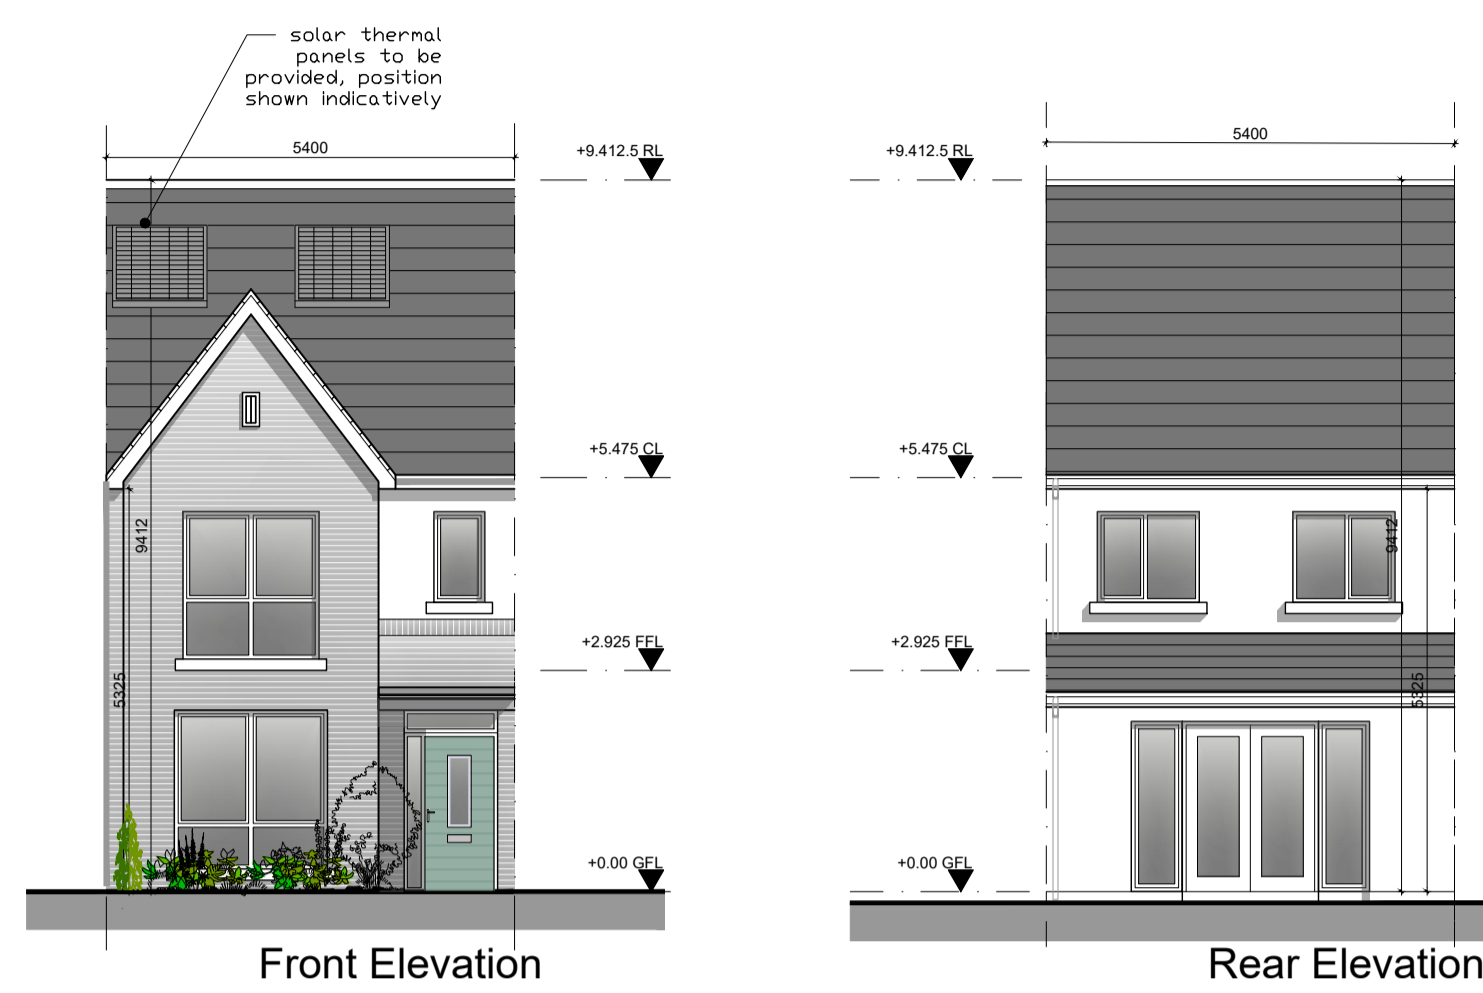 solar thermal
panels to be
provided, position
shown indicatively
5400
+9.412.5 RL
+5.475 CL
9412
+2.925 FFL
5325
+0.00 GFL
Front Elevation
5400
+9.412.5 RL
+5.475 CL
9412
+2.925 FFL
5325
+0.00 GFL
Rear Elevation